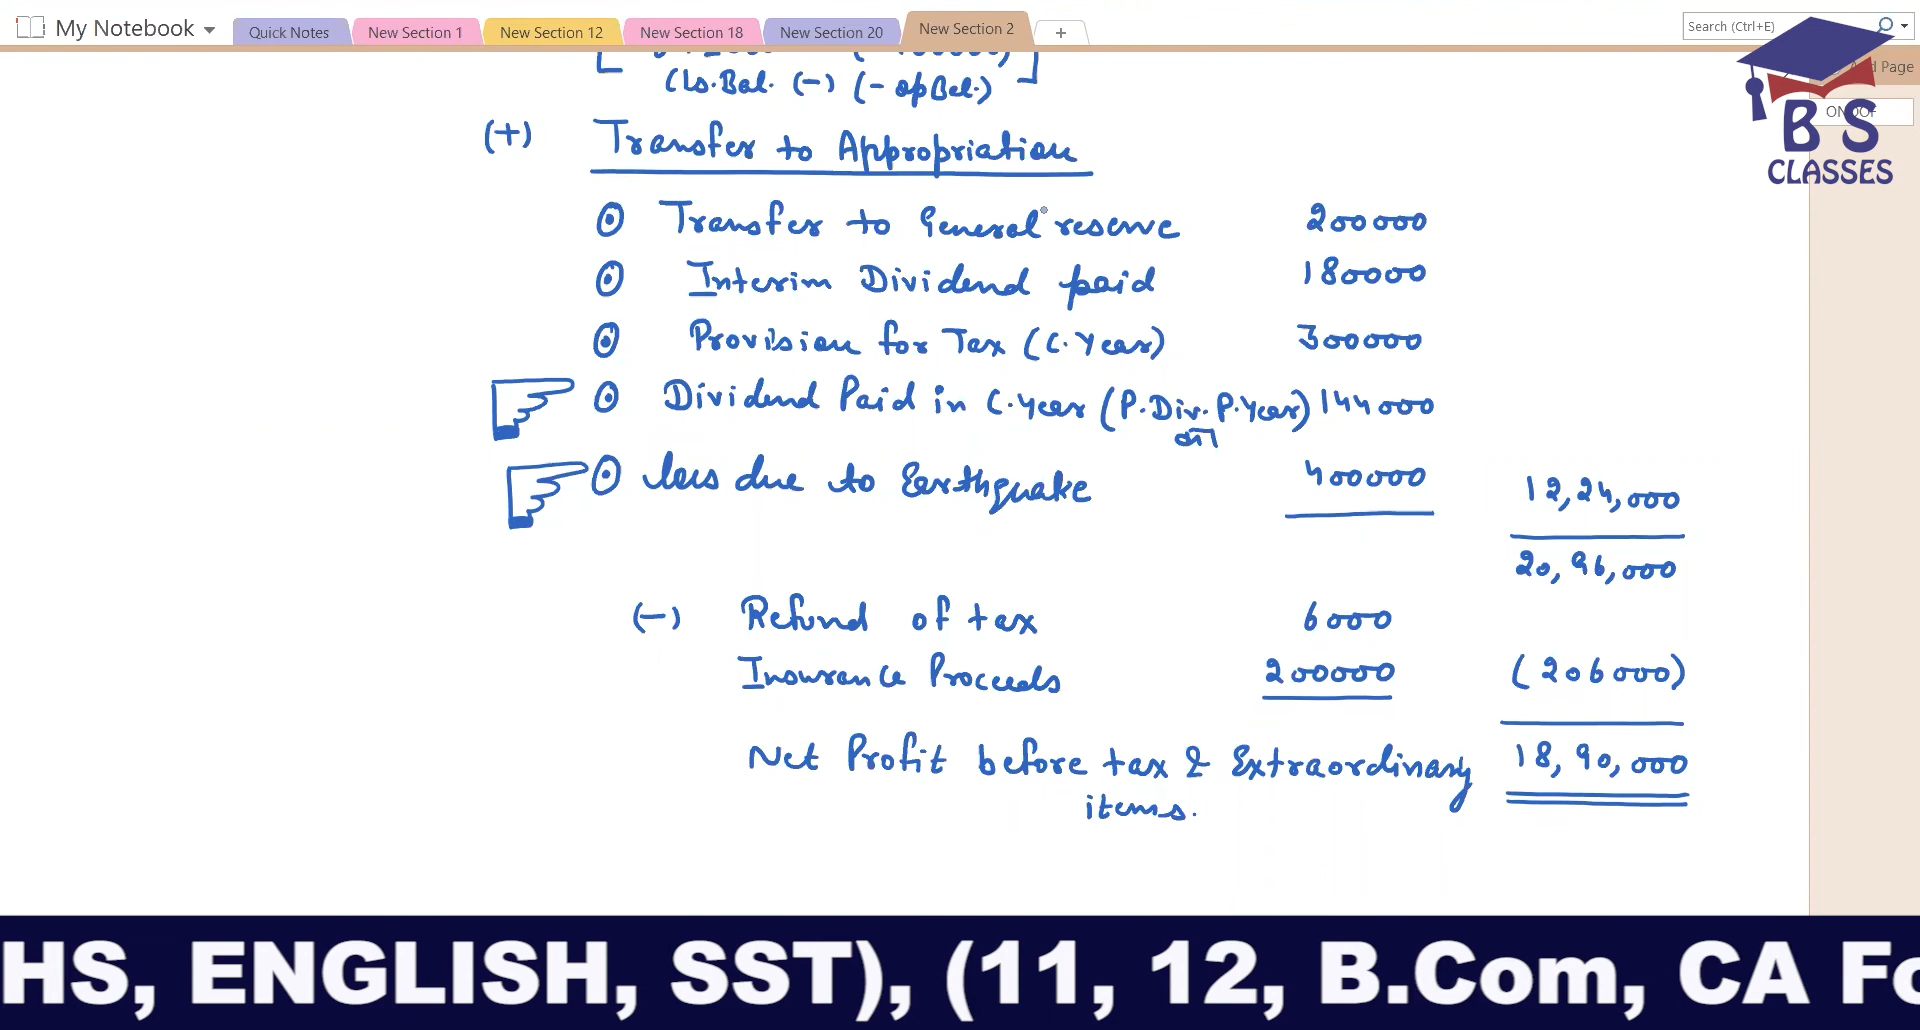 My Notebook
Quick Notes
New Section 1
New Section 12
New Section 18
New Section 20
New Section 2
+
Search (Ctrl+E)
Page
B S
CLASSES
Cls.Bal. (-) (- op Bal.)
(+) Transfer to Appropriation
Transfer to General reserve 200000
Interim Dividend paid 180000
Provision for Tax (C.Year) 300000
Dividend Paid in C.year (P.Div. P.Year) 144000
loss due to Earthquake 400000 12,24,000
20,96,000
(-) Refund of tax 6000
Insurance Proceeds 200000 (206000)
Net Profit before tax & Extraordinary 18,90,000
items.
HS, ENGLISH, SST), (11, 12, B.Com, CA Fo